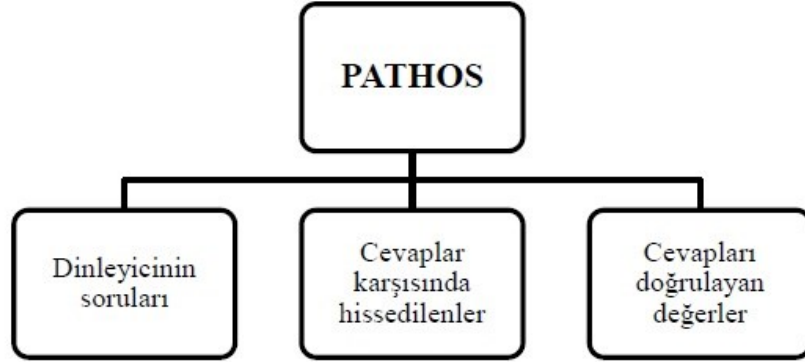 PATHOS
Dinleyicinin
soruları
Cevaplar
karşısında
hissedilenler
Cevapları
doğrulayan
değerler